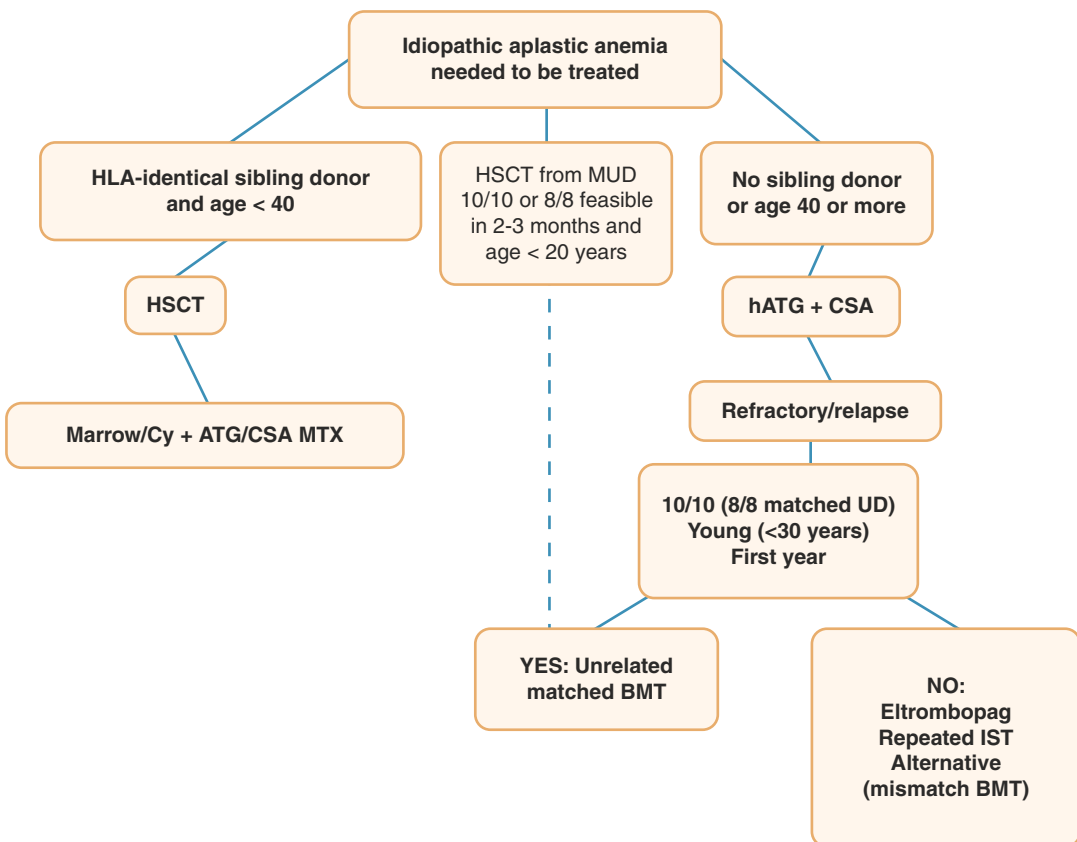 Idiopathic aplastic anemia
needed to be treated
HLA-identical sibling donor
and age < 40
HSCT from MUD
10/10 or 8/8 feasible
in 2-3 months and
age < 20 years
No sibling donor
or age 40 or more
HSCT
hATG + CSA
Marrow/Cy + ATG/CSA MTX
Refractory/relapse
10/10 (8/8 matched UD)
Young (<30 years)
First year
YES: Unrelated
matched BMT
NO:
Eltrombopag
Repeated IST
Alternative
(mismatch BMT)